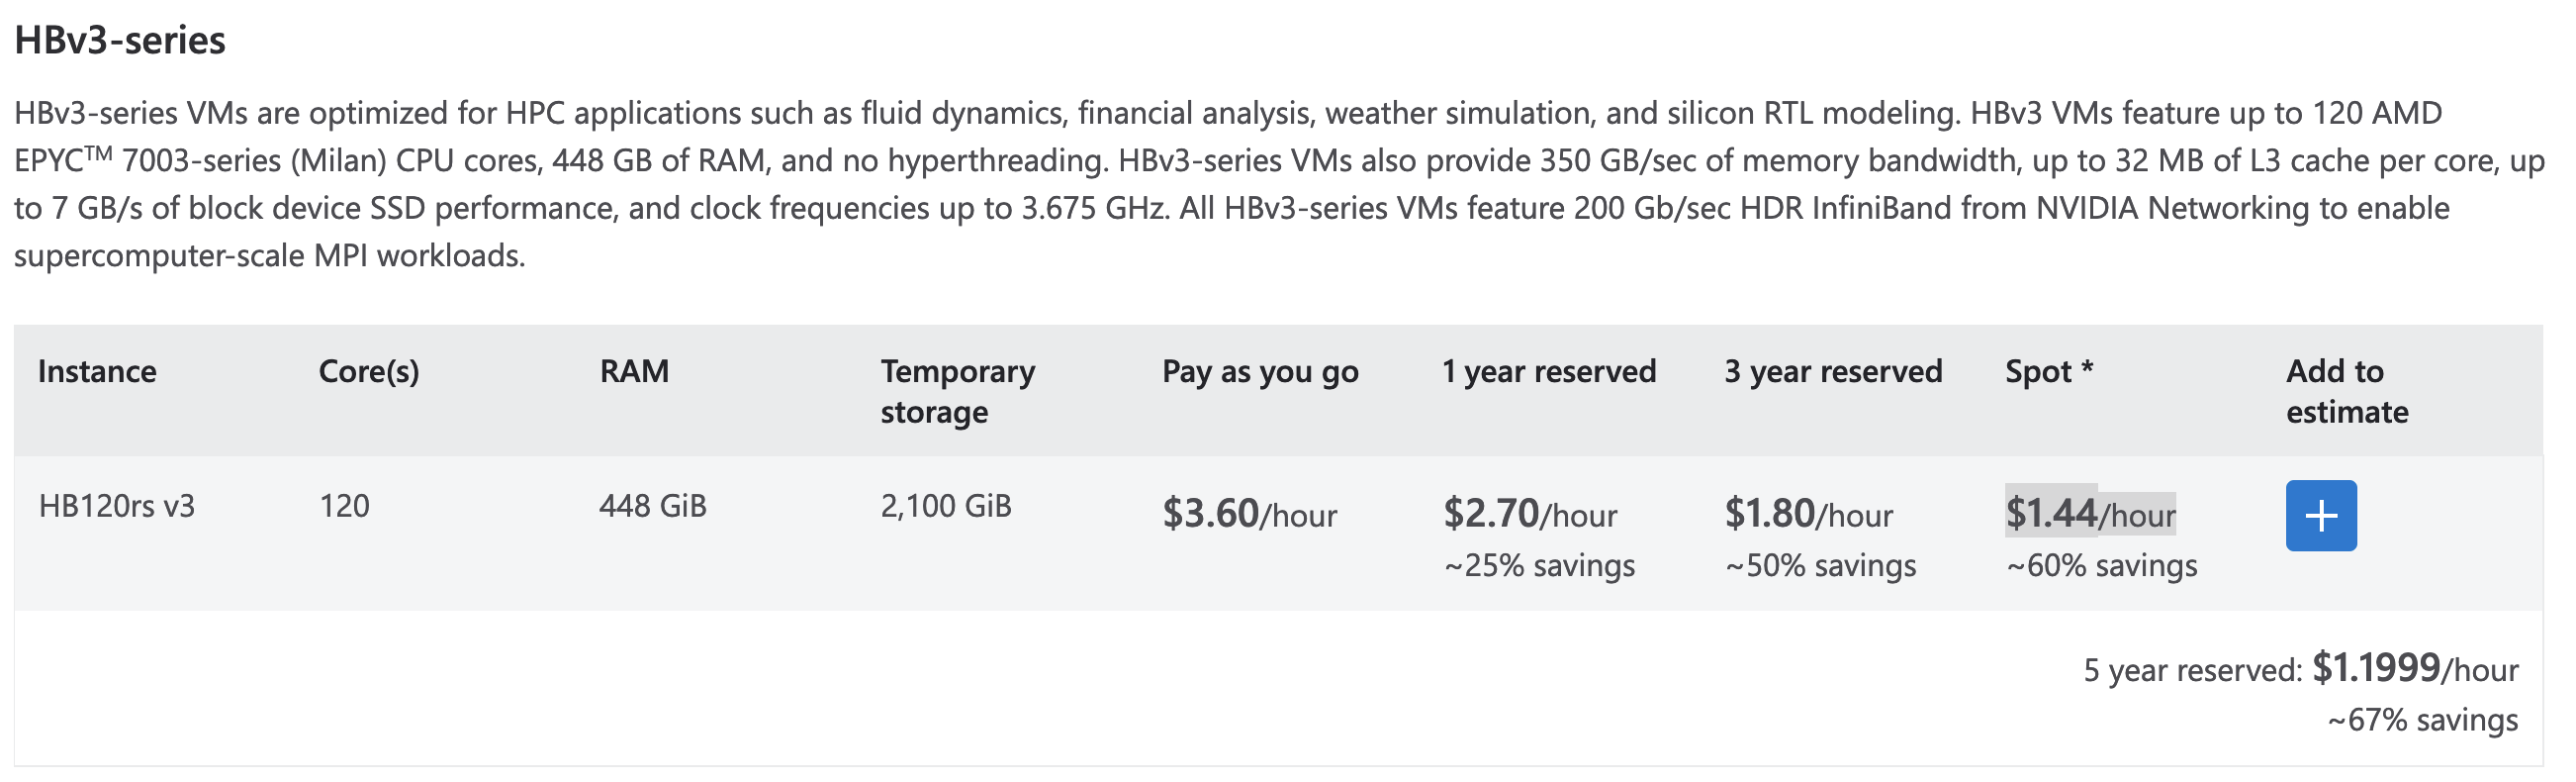 HBv3-series
HBv3-series VMs are optimized for HPC applications such as fluid dynamics, financial analysis, weather simulation, and silicon RTL modeling. HBv3 VMs feature up to 120 AMD
EPYC™ 7003-series (Milan) CPU cores, 448 GB of RAM, and no hyperthreading. HBv3-series VMs also provide 350 GB/sec of memory bandwidth, up to 32 MB of L3 cache per core, up
to 7 GB/s of block device SSD performance, and clock frequencies up to 3.675 GHz. All HBv3-series VMs feature 200 Gb/sec HDR InfiniBand from NVIDIA Networking to enable
supercomputer-scale MPI workloads.
Instance Core(s) RAM Temporary Pay as you go 1 year reserved 3 year reserved Spot * Add to
storage estimate
HB120rs v3 120 448 GiB 2,100 GiB $3.60/hour $2.70/hour $1.80/hour $1.44/hour +
~25% savings ~50% savings ~60% savings
5 year reserved: $1.1999/hour
~67% savings